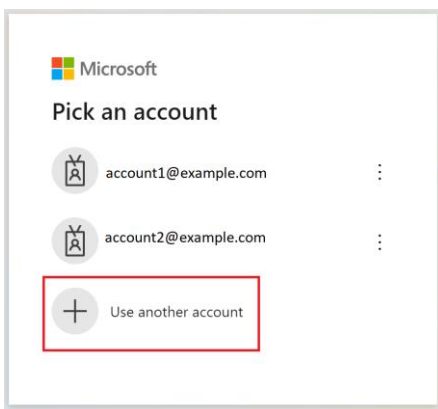 Microsoft
Pick an account
account1@example.com
account2@example.com
Use another account